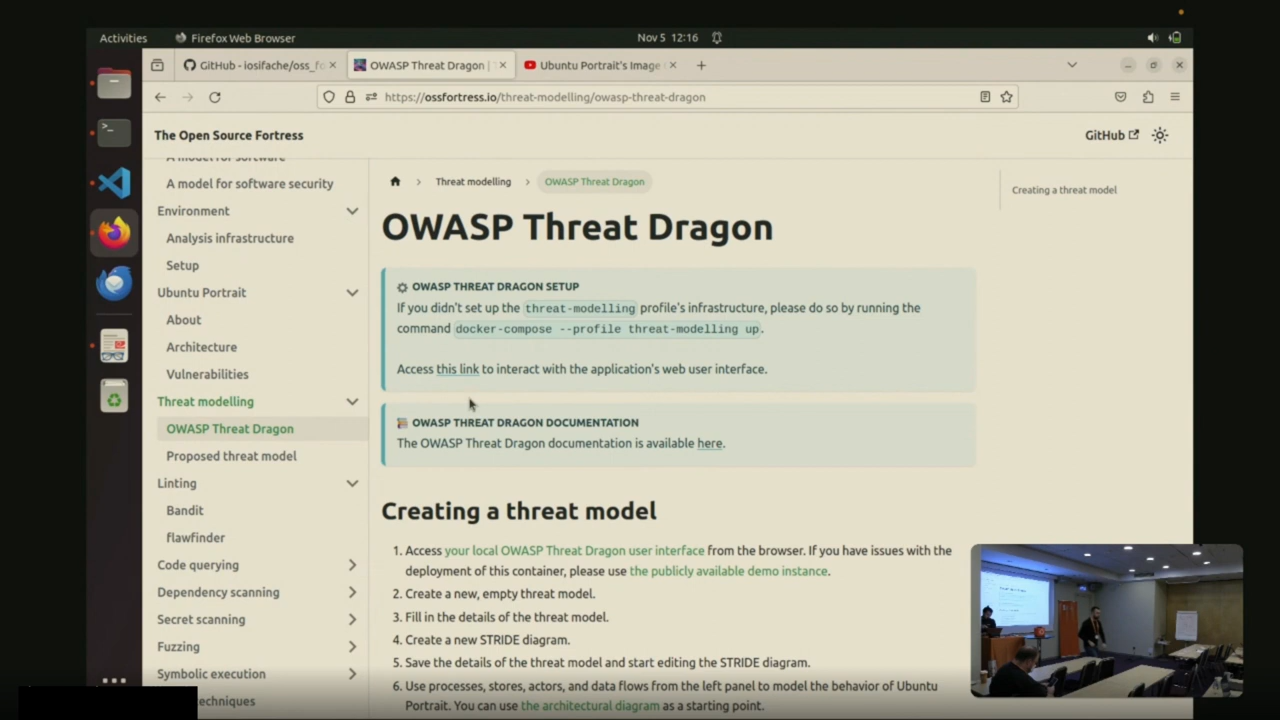 Activities
Firefox Web Browser
Nov 5 12:16
GitHub - iosifache/oss_fo
OWASP Threat Dragon |
Ubuntu Portrait's Image
https://ossfortress.io/threat-modelling/owasp-threat-dragon
The Open Source Fortress
GitHub
A model for software
A model for software security
Environment
Analysis infrastructure
Setup
Ubuntu Portrait
About
Architecture
Vulnerabilities
Threat modelling
OWASP Threat Dragon
Proposed threat model
Linting
Bandit
flawfinder
Code querying
Dependency scanning
Secret scanning
Fuzzing
Symbolic execution
echniques
Threat modelling
OWASP Threat Dragon
OWASP Threat Dragon
OWASP THREAT DRAGON SETUP
If you didn't set up the threat-modelling profile's infrastructure, please do so by running the
command docker-compose --profile threat-modelling up.
Access this link to interact with the application's web user interface.
OWASP THREAT DRAGON DOCUMENTATION
The OWASP Threat Dragon documentation is available here.
Creating a threat model
1. Access your local OWASP Threat Dragon user interface from the browser. If you have issues with the
deployment of this container, please use the publicly available demo instance.
2. Create a new, empty threat model.
3. Fill in the details of the threat model.
4. Create a new STRIDE diagram.
5. Save the details of the threat model and start editing the STRIDE diagram.
6. Use processes, stores, actors, and data flows from the left panel to model the behavior of Ubuntu
Portrait. You can use the architectural diagram as a starting point.
Creating a threat model